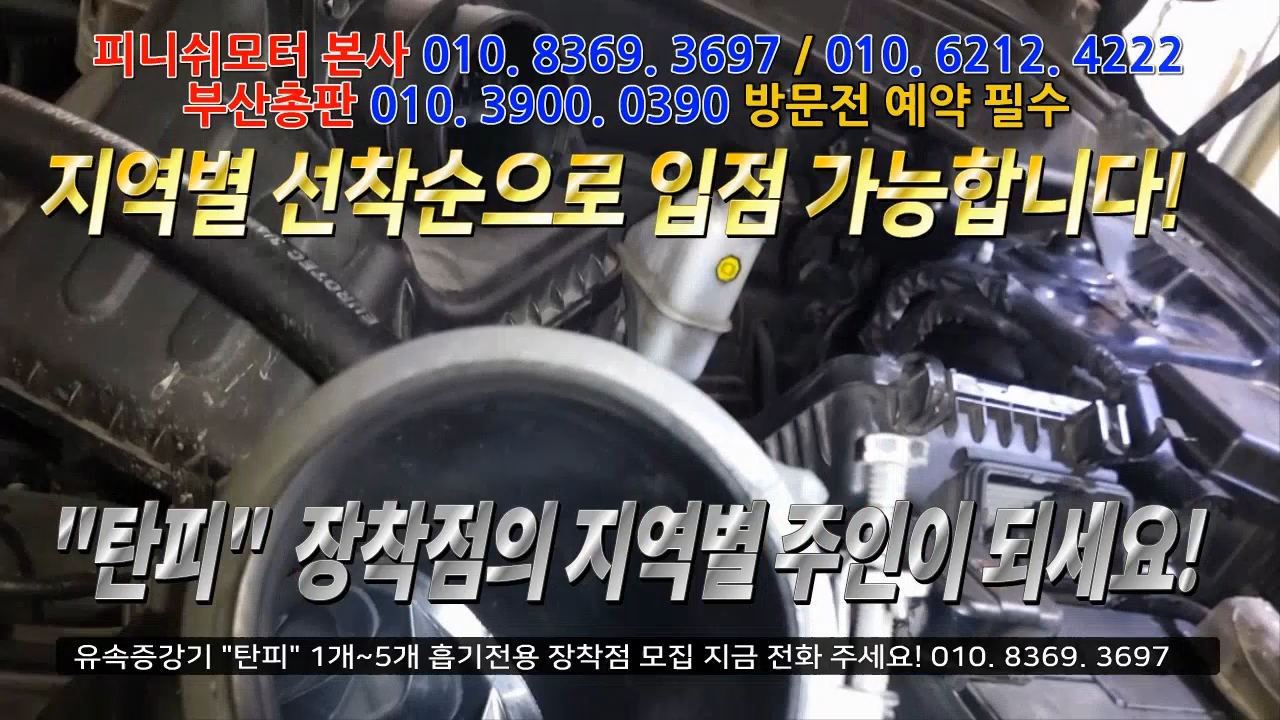 피니쉬모터 본사 010. 8369. 3697 / 010. 6212. 4222
부산총판 010. 3900. 0390 방문전 예약 필수
지역별 선착순으로 입점 가능합니다!
"탄피" 장착점의 지역별 주인이 되세요!
유속증강기 "탄피" 1개~5개 흡기전용 장착점 모집 지금 전화 주세요! 010. 8369. 3697